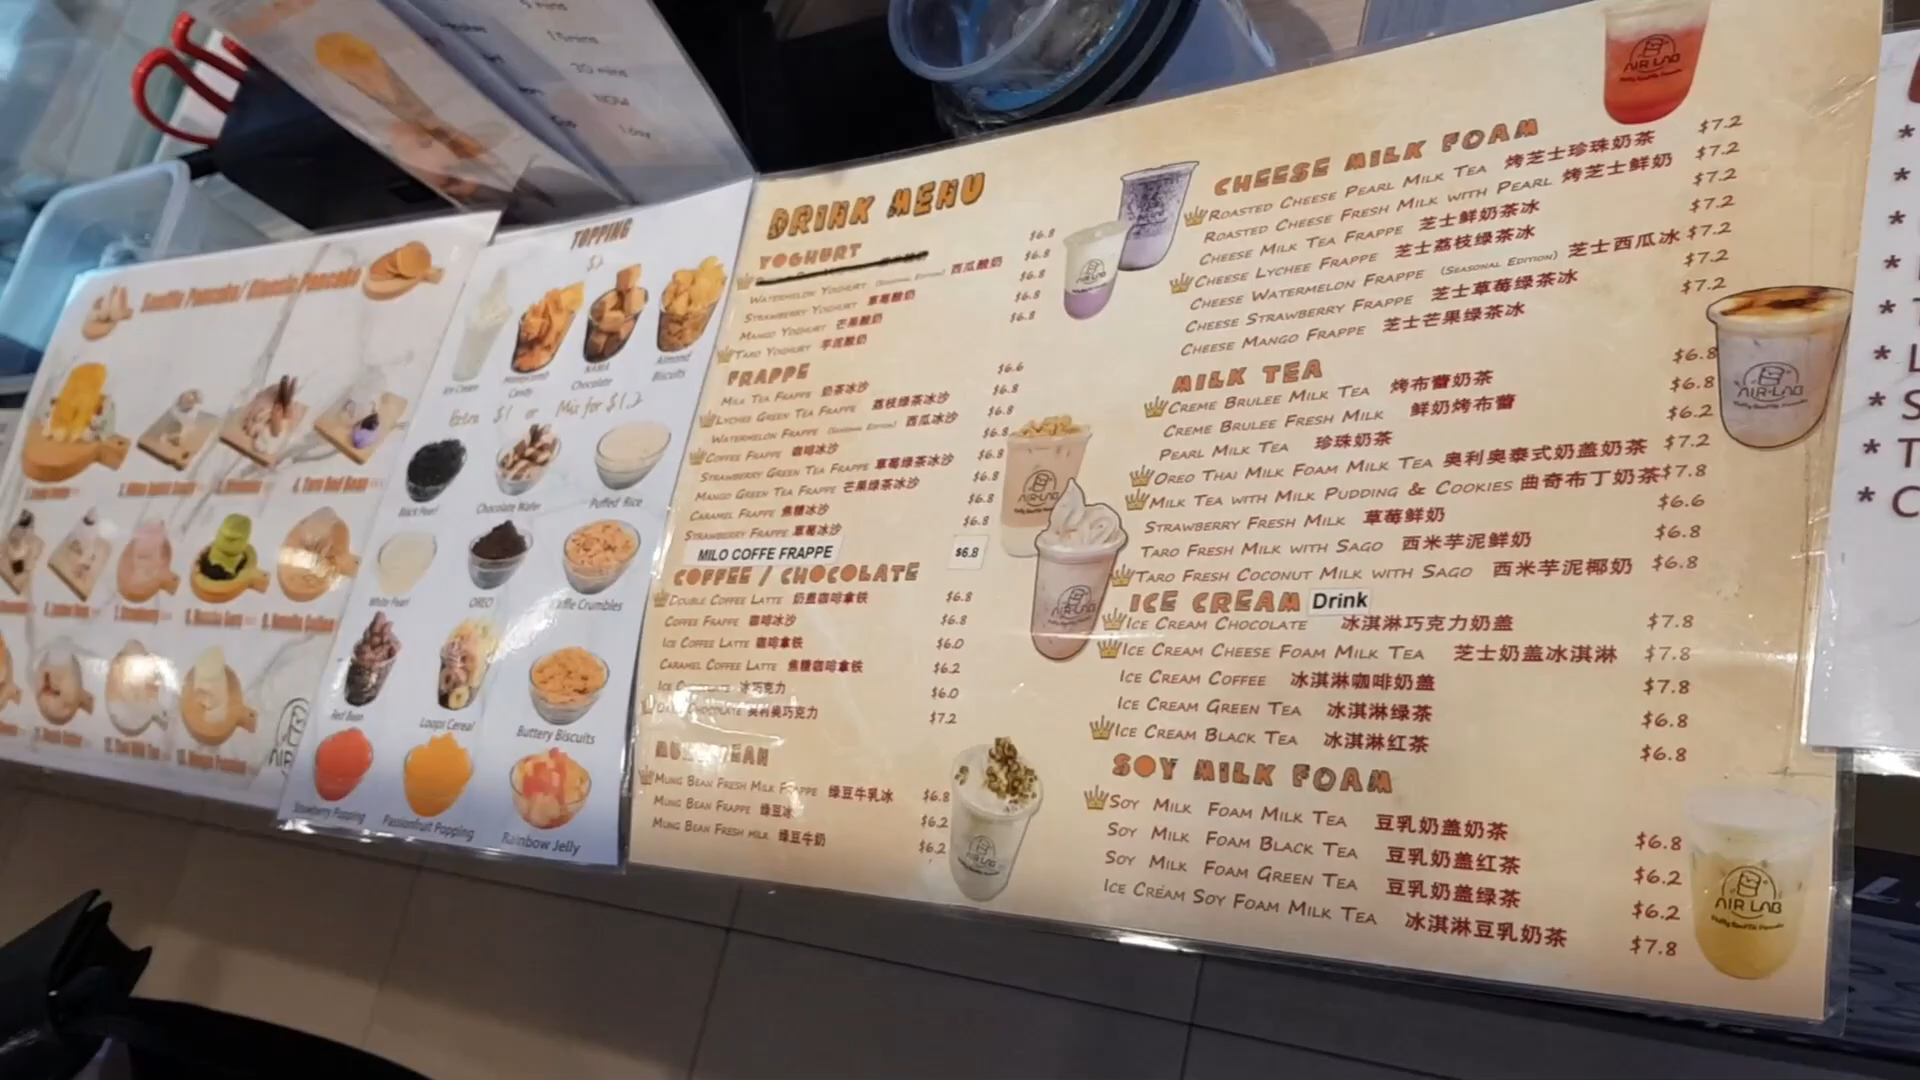 5 mins
15mins
20 mins
Souffle Pancake/ Classic Pancake
TOPPING
$2
Ice Cream
Honeycomb Candy
NAMA Chocolate
Almond Biscuits
Extra $1 or Mix for $1.2
Black Pearl
Chocolate Wafer
Puffed Rice
White Pearl
OREO
Waffle Crumbles
Red Bean
Loops Cereal
Buttery Biscuits
Strawberry Popping
Passionfruit Popping
Rainbow Jelly
DRINK MENU
YOGHURT
$6.8
WATERMELON YOGHURT (SEASONAL EDITION) 西瓜酸奶 $6.8
STRAWBERRY YOGHURT 草莓酸奶 $6.8
MANGO YOGHURT 芒果酸奶 $6.8
TARO YOGHURT 芋泥酸奶 $6.8
FRAPPE
MILK TEA FRAPPE 奶茶冰沙 $6.6
LYCHEE GREEN TEA FRAPPE 荔枝绿茶冰沙 $6.8
WATERMELON FRAPPE (SEASONAL EDITION) 西瓜冰沙 $6.8
COFFEE FRAPPE 咖啡冰沙 $6.8
STRAWBERRY GREEN TEA FRAPPE 草莓绿茶冰沙 $6.8
MANGO GREEN TEA FRAPPE 芒果绿茶冰沙 $6.8
CARAMEL FRAPPE 焦糖冰沙 $6.8
STRAWBERRY FRAPPE 草莓冰沙 $6.8
MILO COFFE FRAPPE $6.8
COFFEE / CHOCOLATE
DOUBLE COFFEE LATTE 奶盖咖啡拿铁 $6.8
COFFEE FRAPPE 咖啡冰沙 $6.8
ICE COFFEE LATTE 咖啡拿铁 $6.0
CARAMEL COFFEE LATTE 焦糖咖啡拿铁 $6.2
ICE CHOCOLATE 冰巧克力 $6.0
OREO CHOCOLATE 奥利奥巧克力 $7.2
MUNG BEAN
MUNG BEAN FRESH MILK FRAPPE 绿豆牛乳冰 $6.8
MUNG BEAN FRAPPE 绿豆冰 $6.2
MUNG BEAN FRESH MILK 绿豆牛奶 $6.2
CHEESE MILK FOAM
ROASTED CHEESE PEARL MILK TEA 烤芝士珍珠奶茶 $7.2
ROASTED CHEESE FRESH MILK WITH PEARL 烤芝士鲜奶 $7.2
CHEESE MILK TEA FRAPPE 芝士鲜奶茶冰 $7.2
CHEESE LYCHEE FRAPPE 芝士荔枝绿茶冰 $7.2
CHEESE WATERMELON FRAPPE (SEASONAL EDITION) 芝士西瓜冰 $7.2
CHEESE STRAWBERRY FRAPPE 芝士草莓绿茶冰 $7.2
CHEESE MANGO FRAPPE 芝士芒果绿茶冰 $7.2
MILK TEA
CREME BRULEE MILK TEA 烤布蕾奶茶 $6.8
CREME BRULEE FRESH MILK 鲜奶烤布蕾 $6.8
PEARL MILK TEA 珍珠奶茶 $6.2
OREO THAI MILK FOAM MILK TEA 奥利奥泰式奶盖奶茶 $7.2
MILK TEA WITH MILK PUDDING & COOKIES 曲奇布丁奶茶 $7.8
STRAWBERRY FRESH MILK 草莓鲜奶 $6.6
TARO FRESH MILK WITH SAGO 西米芋泥鲜奶 $6.8
TARO FRESH COCONUT MILK WITH SAGO 西米芋泥椰奶 $6.8
ICE CREAM Drink
ICE CREAM CHOCOLATE 冰淇淋巧克力奶盖 $7.8
ICE CREAM CHEESE FOAM MILK TEA 芝士奶盖冰淇淋 $7.8
ICE CREAM COFFEE 冰淇淋咖啡奶盖 $7.8
ICE CREAM GREEN TEA 冰淇淋绿茶 $6.8
ICE CREAM BLACK TEA 冰淇淋红茶 $6.8
SOY MILK FOAM
SOY MILK FOAM MILK TEA 豆乳奶盖奶茶 $6.8
SOY MILK FOAM BLACK TEA 豆乳奶盖红茶 $6.2
SOY MILK FOAM GREEN TEA 豆乳奶盖绿茶 $6.2
ICE CREAM SOY FOAM MILK TEA 冰淇淋豆乳奶茶 $7.8
AIR-LAB